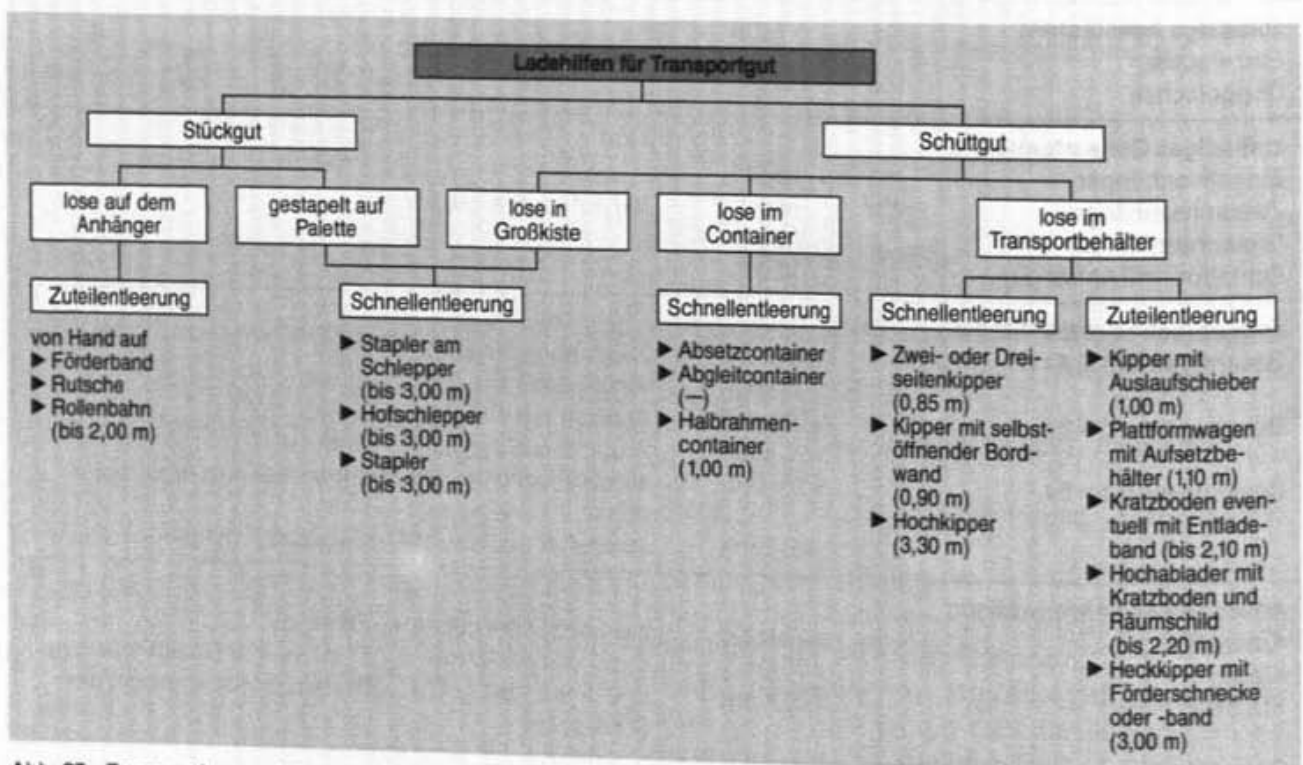 Ladehilfen für Transportgut
Stückgut
Schüttgut
lose auf dem
Anhänger
gestapelt auf
Palette
lose in
Großkiste
lose im
Container
lose im
Transportbehälter
Zuteilentleerung
von Hand auf
▶ Förderband
▶ Rutsche
▶ Rollenbahn
(bis 2,00 m)
Schnellentleerung
▶ Stapler am
Schlepper
(bis 3,00 m)
▶ Hofschlepper
(bis 3,00 m)
▶ Stapler
(bis 3,00 m)
Schnellentleerung
▶ Absetzcontainer
▶ Abgleitcontainer
(—)
▶ Halbrahmen-
container
(1,00 m)
Schnellentleerung
▶ Zwei- oder Drei-
seitenkipper
(0,85 m)
▶ Kipper mit selbst-
öffnender Bord-
wand
(0,90 m)
▶ Hochkipper
(3,30 m)
Zuteilentleerung
▶ Kipper mit
Auslaufschieber
(1,00 m)
▶ Plattformwagen
mit Aufsetzbe-
hälter (1,10 m)
▶ Kratzboden even-
tuell mit Entlade-
band (bis 2,10 m)
▶ Hochablader mit
Kratzboden und
Räumschild
(bis 2,20 m)
▶ Heckkipper mit
Förderschnecke
oder -band
(3,00 m)